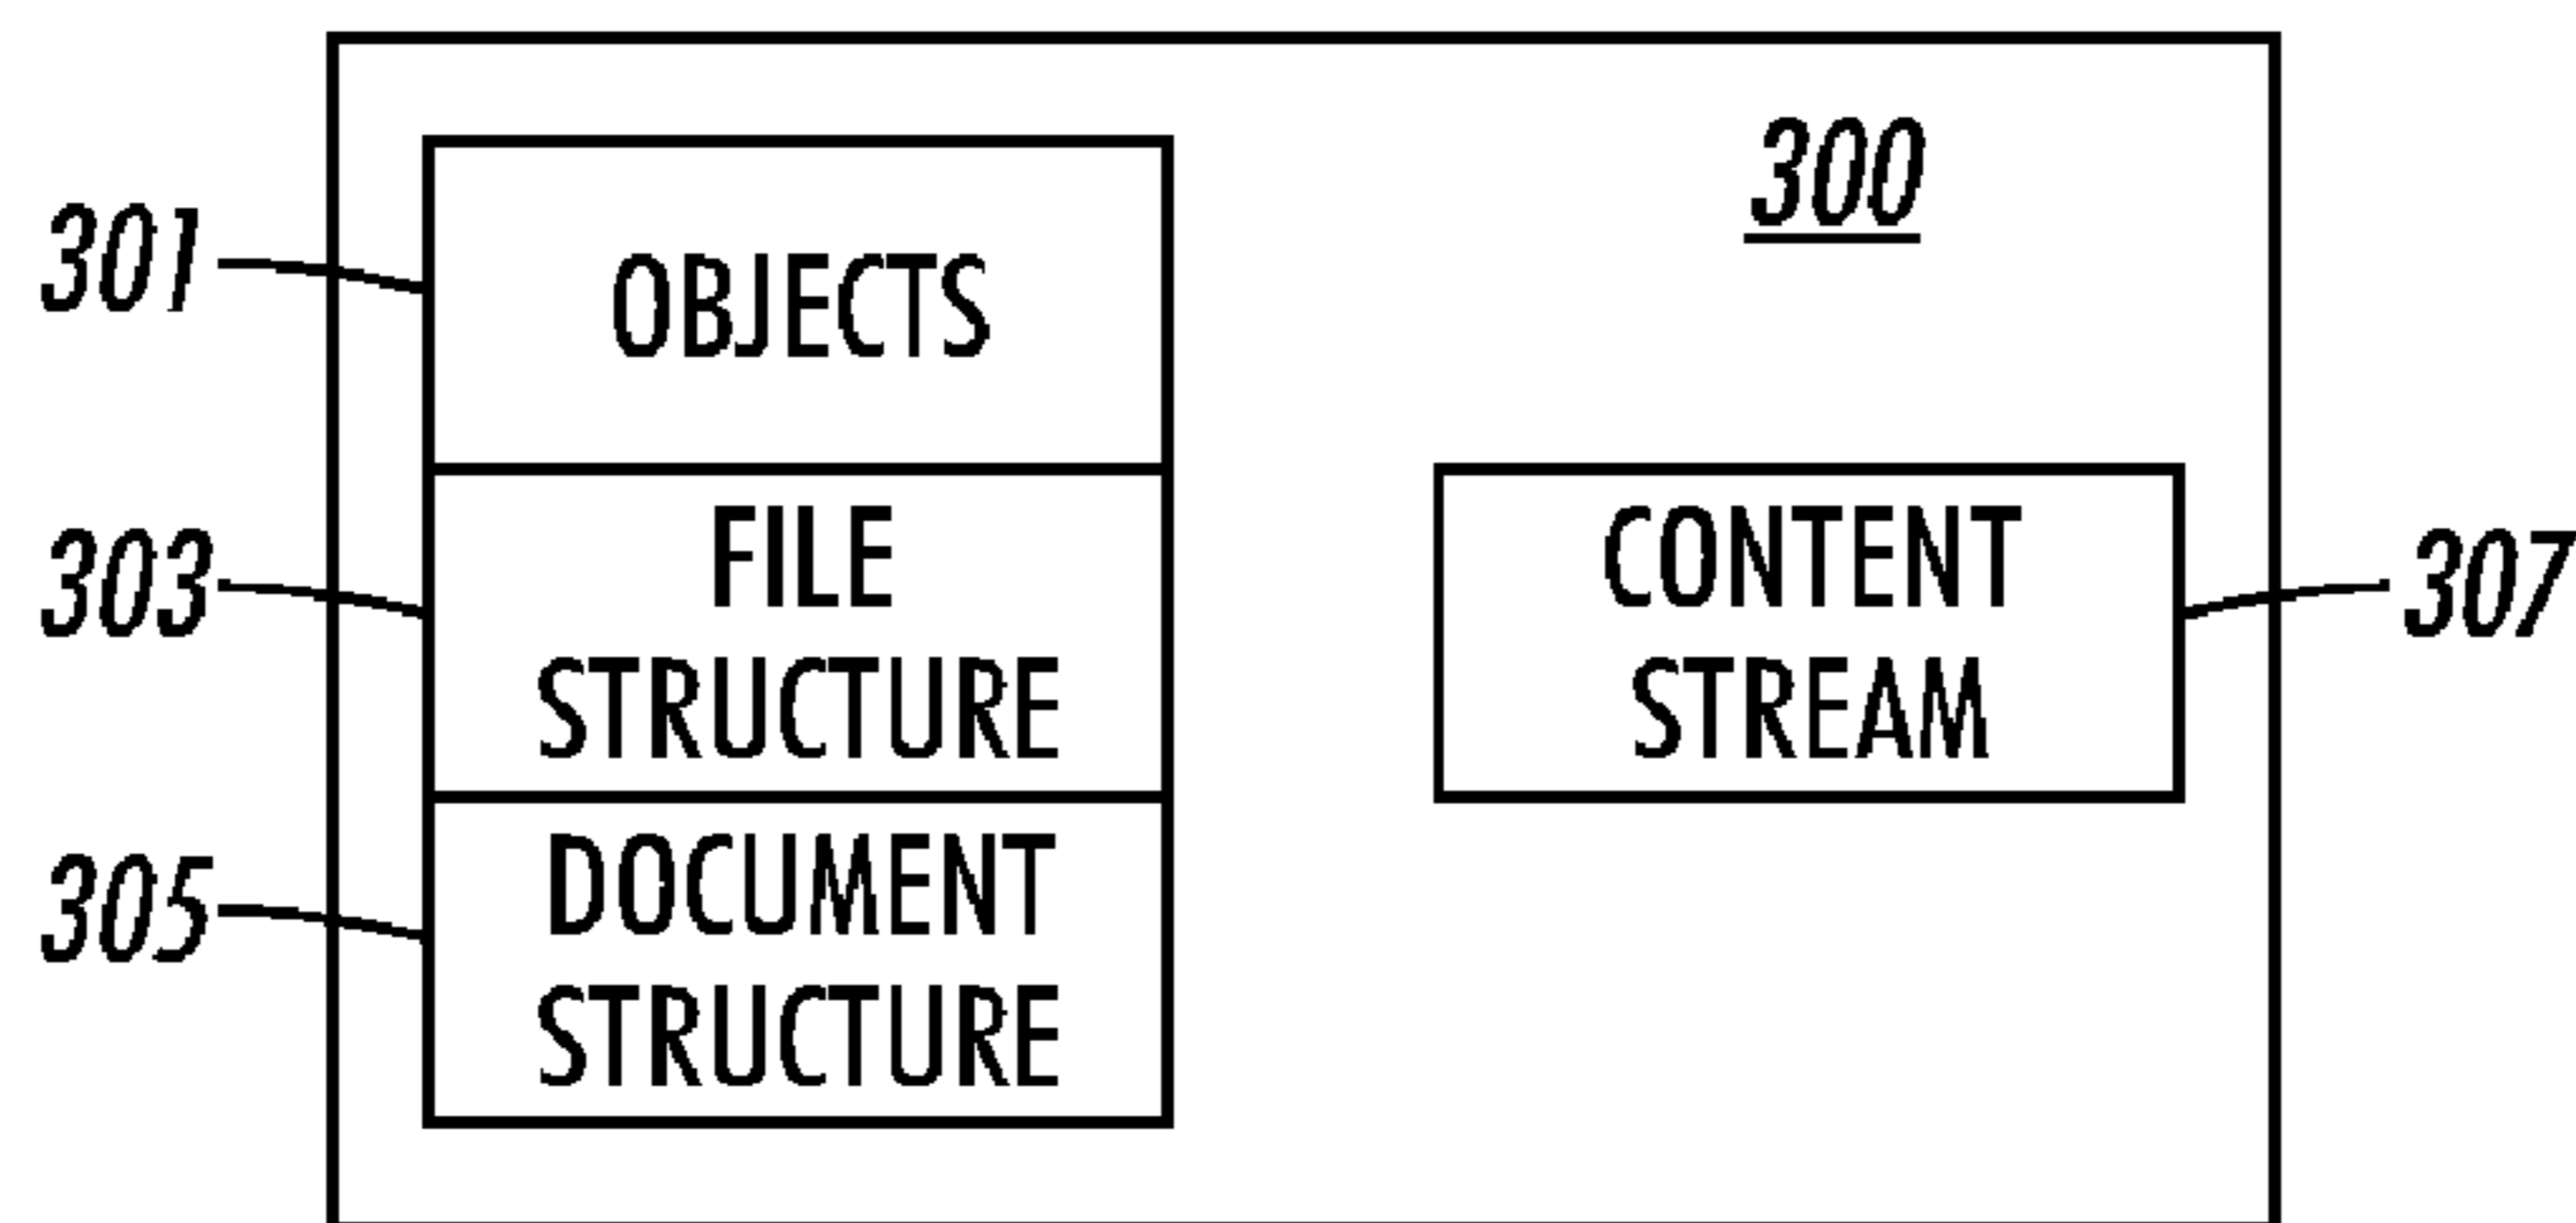 300
301
OBJECTS
303
FILE
STRUCTURE
305
DOCUMENT
STRUCTURE
CONTENT
STREAM
307